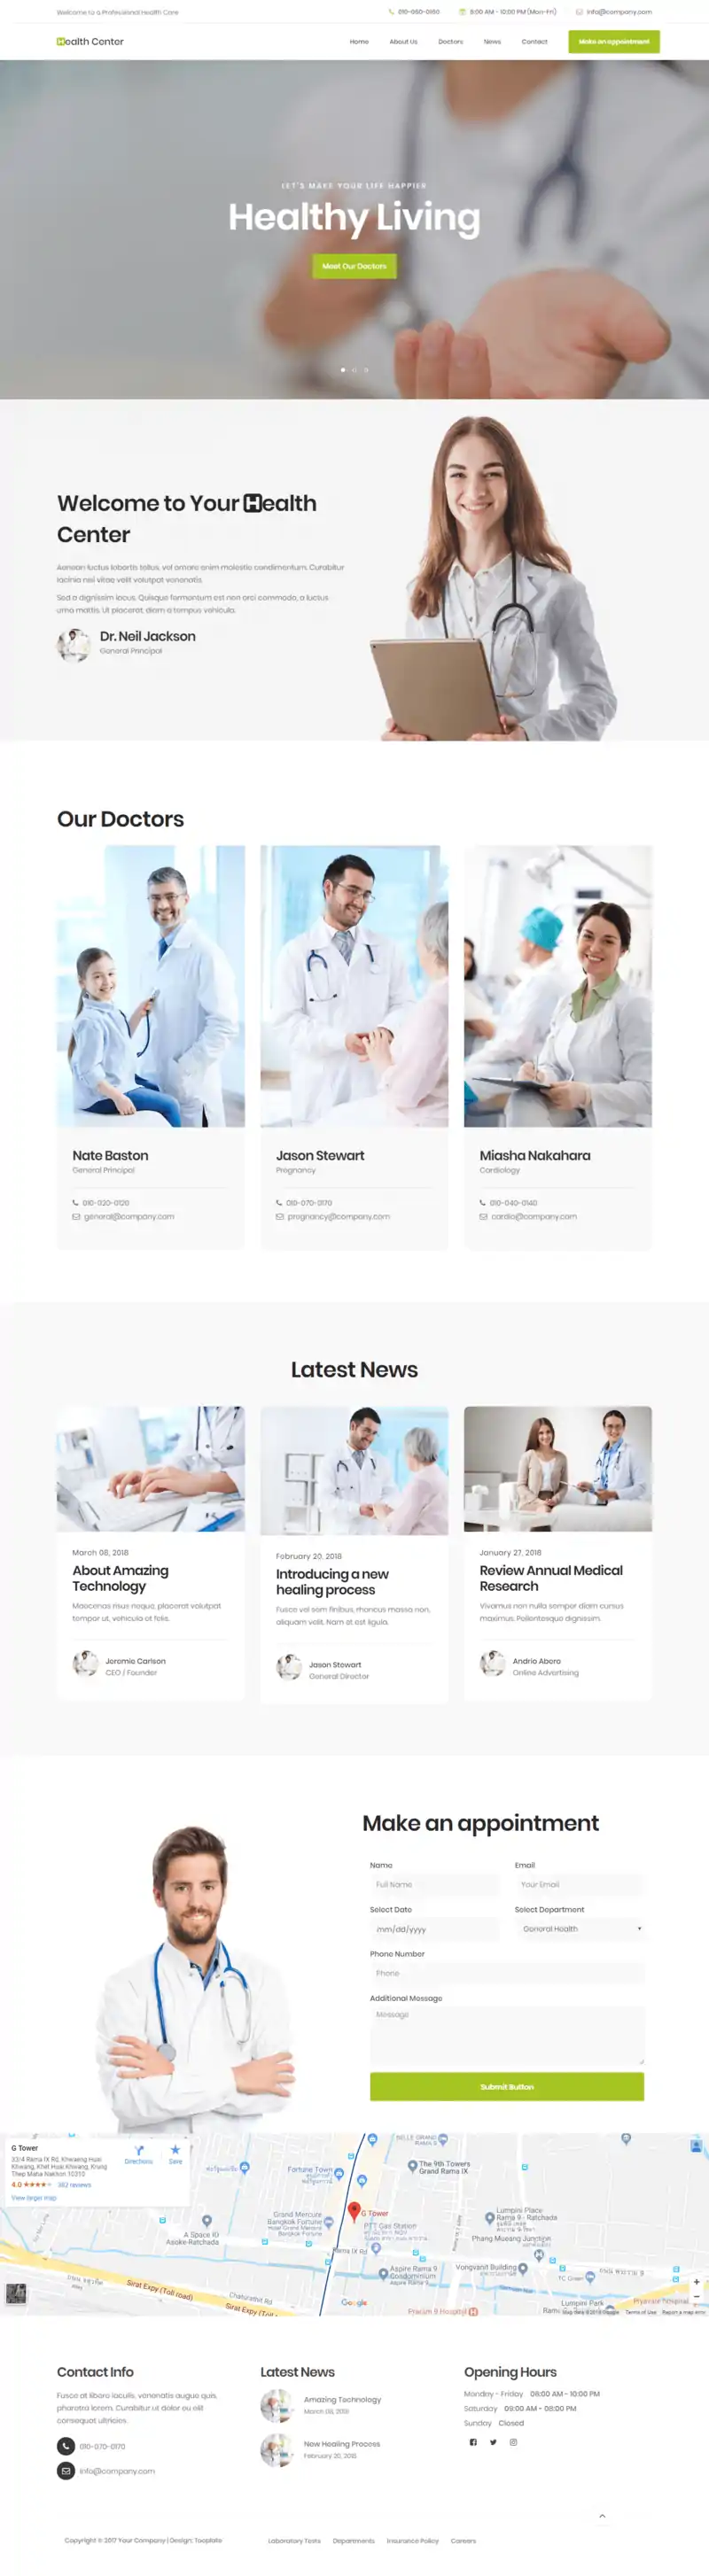 Welcome to a Professional Health Care
010-060-0160
8:00 AM - 10:00 PM (Mon-Fri)
info@company.com
Health Center
Home
About Us
Doctors
News
Contact
Make an appointment
LET'S MAKE YOUR LIFE HAPPIER
Healthy Living
Meet Our Doctors
Welcome to Your Health
Center
Aenean luctus lobortis tellus, vel ornare enim molestie condimentum. Curabitur
lacinia nisi vitae velit volutpat venenatis.
Sed a dignissim lacus. Quisque fermentum est non orci commodo, a luctus
urna mattis. Ut placerat, diam a tempus vehicula.
Dr. Neil Jackson
General Principal
Our Doctors
Nate Baston
General Principal
010-020-0120
general@company.com
Jason Stewart
Pregnancy
010-070-0170
pregnancy@company.com
Miasha Nakahara
Cardiology
010-040-0140
cardio@company.com
Latest News
March 08, 2018
About Amazing
Technology
Maecenas risus neque, placerat volutpat
tempor ut, vehicula et felis.
Jeremie Carlson
CEO / Founder
February 20, 2018
Introducing a new
healing process
Fusce vel sem finibus, rhoncus massa non,
aliquam velit. Nam et est ligula.
Jason Stewart
General Director
January 27, 2018
Review Annual Medical
Research
Vivamus non nulla semper diam cursus
maximus. Pellentesque dignissim.
Andrio Abero
Online Advertising
Make an appointment
Name
Email
Full Name
Your Email
Select Date
Select Department
mm/dd/yyyy
General Health
Phone Number
Phone
Additional Message
Message
Submit Button
G Tower
33/4 Rama IX Rd, Khwaeng Huai
Khwang, Khet Huai Khwang, Krung
Thep Maha Nakhon 10310
4.0
362 reviews
View larger map
Directions
Save
BELLE GRAND
RAMA 9
Fortune Town
The 9th Towers
Grand Rama IX
G Tower
Grand Mercure
Bangkok Fortune
PTT Gas Station
A Space ID
Asoke-Ratchada
Rama IX Rd
Lumpini Place
Rama 9 - Ratchada
Phang Mueang Junction
Aspire Rama 9
Condominium
Vongvanit Building
TC Green
Sirat Expy (Toll road)
Chaturathit Rd
Google
Praram 9 Hospital
Lumpini Park
Piyavate Hospital
Map data ©2018 Google
Terms of Use
Report a map error
Contact Info
Fusce at libero iaculis, venenatis augue quis,
pharetra lorem. Curabitur ut dolor eu elit
consequat ultricies.
010-070-0170
info@company.com
Latest News
Amazing Technology
March 08, 2018
New Healing Process
February 20, 2018
Opening Hours
Monday - Friday 06:00 AM - 10:00 PM
Saturday 09:00 AM - 08:00 PM
Sunday Closed
Copyright © 2017 Your Company | Design: Tooplate
Laboratory Tests
Departments
Insurance Policy
Careers